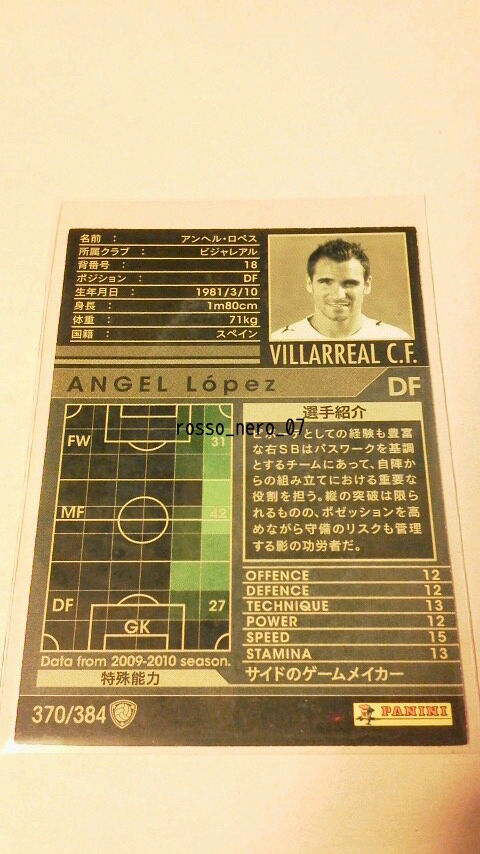 名前 : アンヘル・ロペス
所属クラブ : ビジャレアル
背番号 : 18
ポジション : DF
生年月日 : 1981/3/10
身長 : 1m80cm
体重 : 71kg
国籍 : スペイン
VILLARREAL C.F.
ANGEL López
DF
選手紹介
rosso_nero_07
としての経験も豊富
な右SBはパスワークを基調
とするチームにあって、自陣か
らの組み立てにおける重要な
役割を担う。縦の突破は限ら
れるものの、ポゼッションを高
めながら守備のリスクも管理
する影の功労者だ。
FW 31
MF 42
DF 27
GK
Data from 2009-2010 season.
特殊能力
OFFENCE 12
DEFENCE 12
TECHNIQUE 13
POWER 12
SPEED 15
STAMINA 13
サイドのゲームメイカー
370/384
PANINI